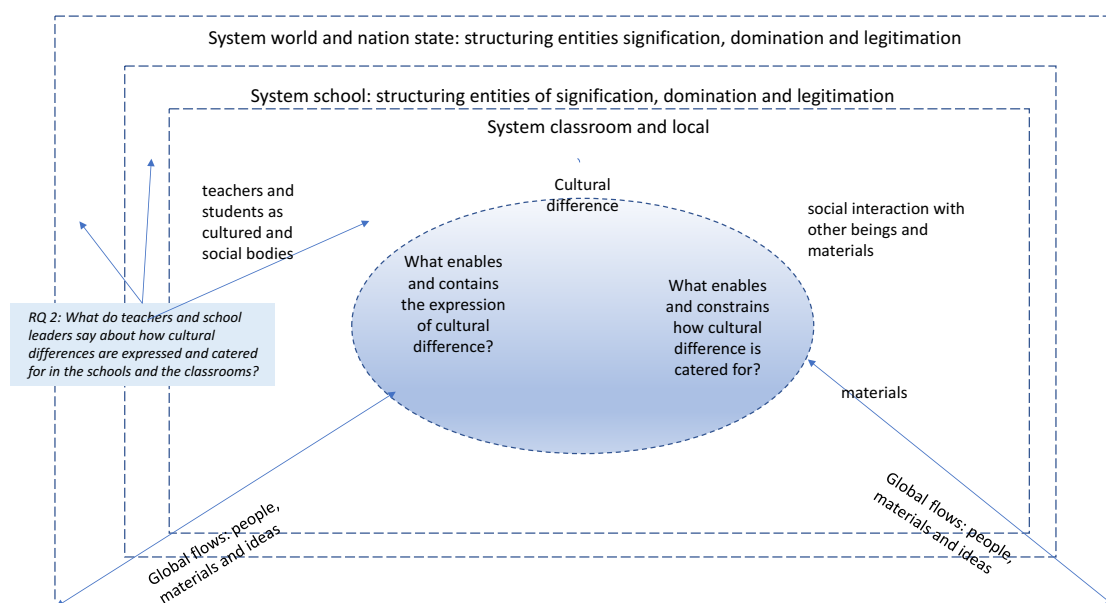 System world and nation state: structuring entities signification, domination and legitimation
System school: structuring entities of signification, domination and legitimation
System classroom and local
teachers and
students as
cultured and
social bodies
Cultural
difference
social interaction with
other beings and
materials
What enables
and contains
the expression
of cultural
difference?
What enables
and constrains
how cultural
difference is
catered for?
RQ 2: What do teachers and school
leaders say about how cultural
differences are expressed and catered
for in the schools and the classrooms?
materials
Global flows: people,
materials and ideas
Global flows: people,
materials and ideas